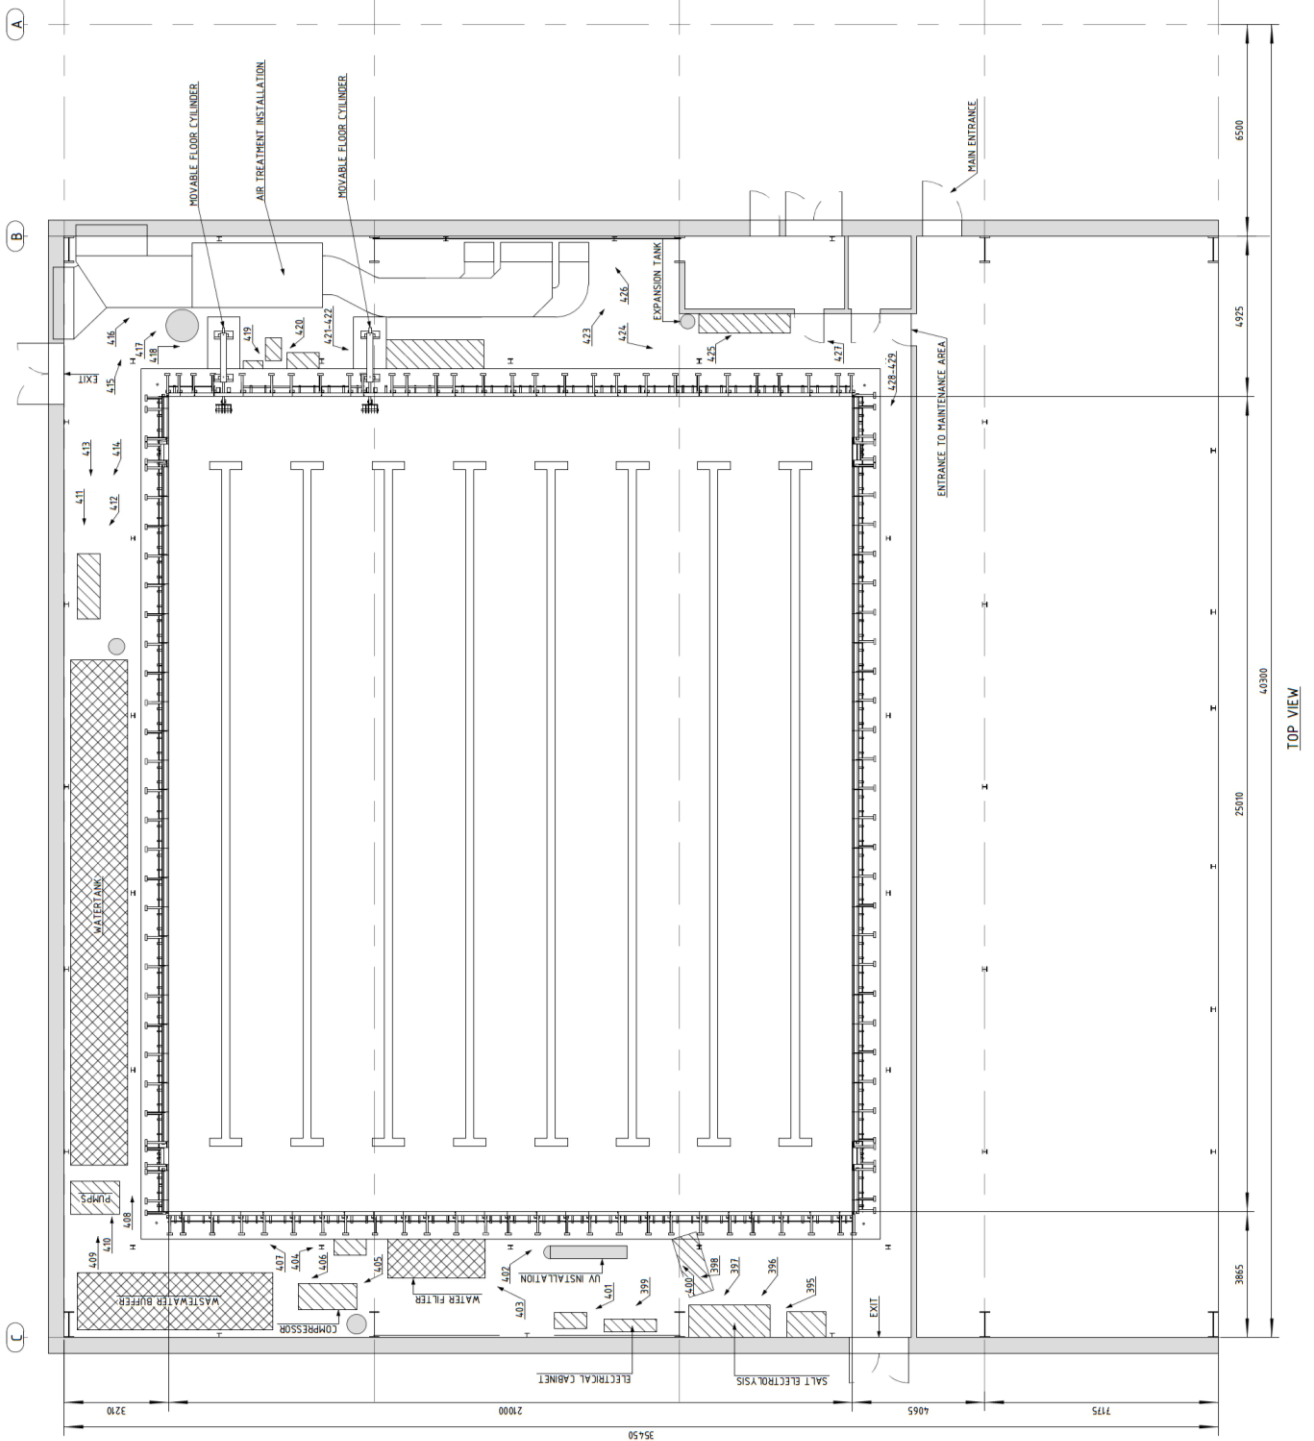 A
B
C
MOVABLE FLOOR CYLINDER
AIR TREATMENT INSTALLATION
MOVABLE FLOOR CYLINDER
MAIN ENTRANCE
6500
EXPANSION TANK
426
423
424
425
427
428-429
ENTRANCE TO MAINTENANCE AREA
4925
416
417
418
419
420
421-422
415
EXIT
413
414
411
412
WATERTANK
40300
25010
TOP VIEW
PUMPS
408
409
410
407
404
406
405
402
UV INSTALLATION
400
398
397
396
395
399
401
403
WATER FILTER
WASTEWATER BUFFER
COMPRESSOR
ELECTRICAL CABINET
SALT ELECTROLYSIS
EXIT
3865
3210
21000
4065
7175
35450